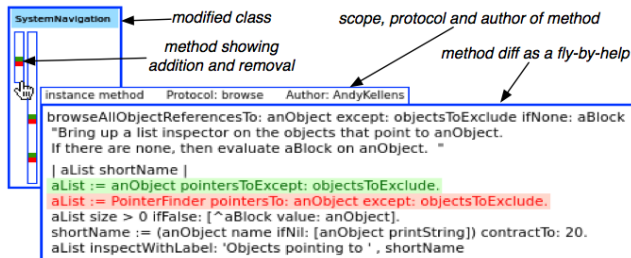 SystemNavigation
modified class
scope, protocol and author of method
method showing
addition and removal
method diff as a fly-by-help
instance method Protocol: browse Author: AndyKellens
browseAllObjectReferencesTo: anObject except: objectsToExclude ifNone: aBlock
"Bring up a list inspector on the objects that point to anObject.
If there are none, then evaluate aBlock on anObject. "
| aList shortName |
aList := anObject pointersToExcept: objectsToExclude.
aList := PointerFinder pointersTo: anObject except: objectsToExclude.
aList size > 0 ifFalse: [^aBlock value: anObject].
shortName := (anObject name ifNil: [anObject printString]) contractTo: 20.
aList inspectWithLabel: 'Objects pointing to ' , shortName